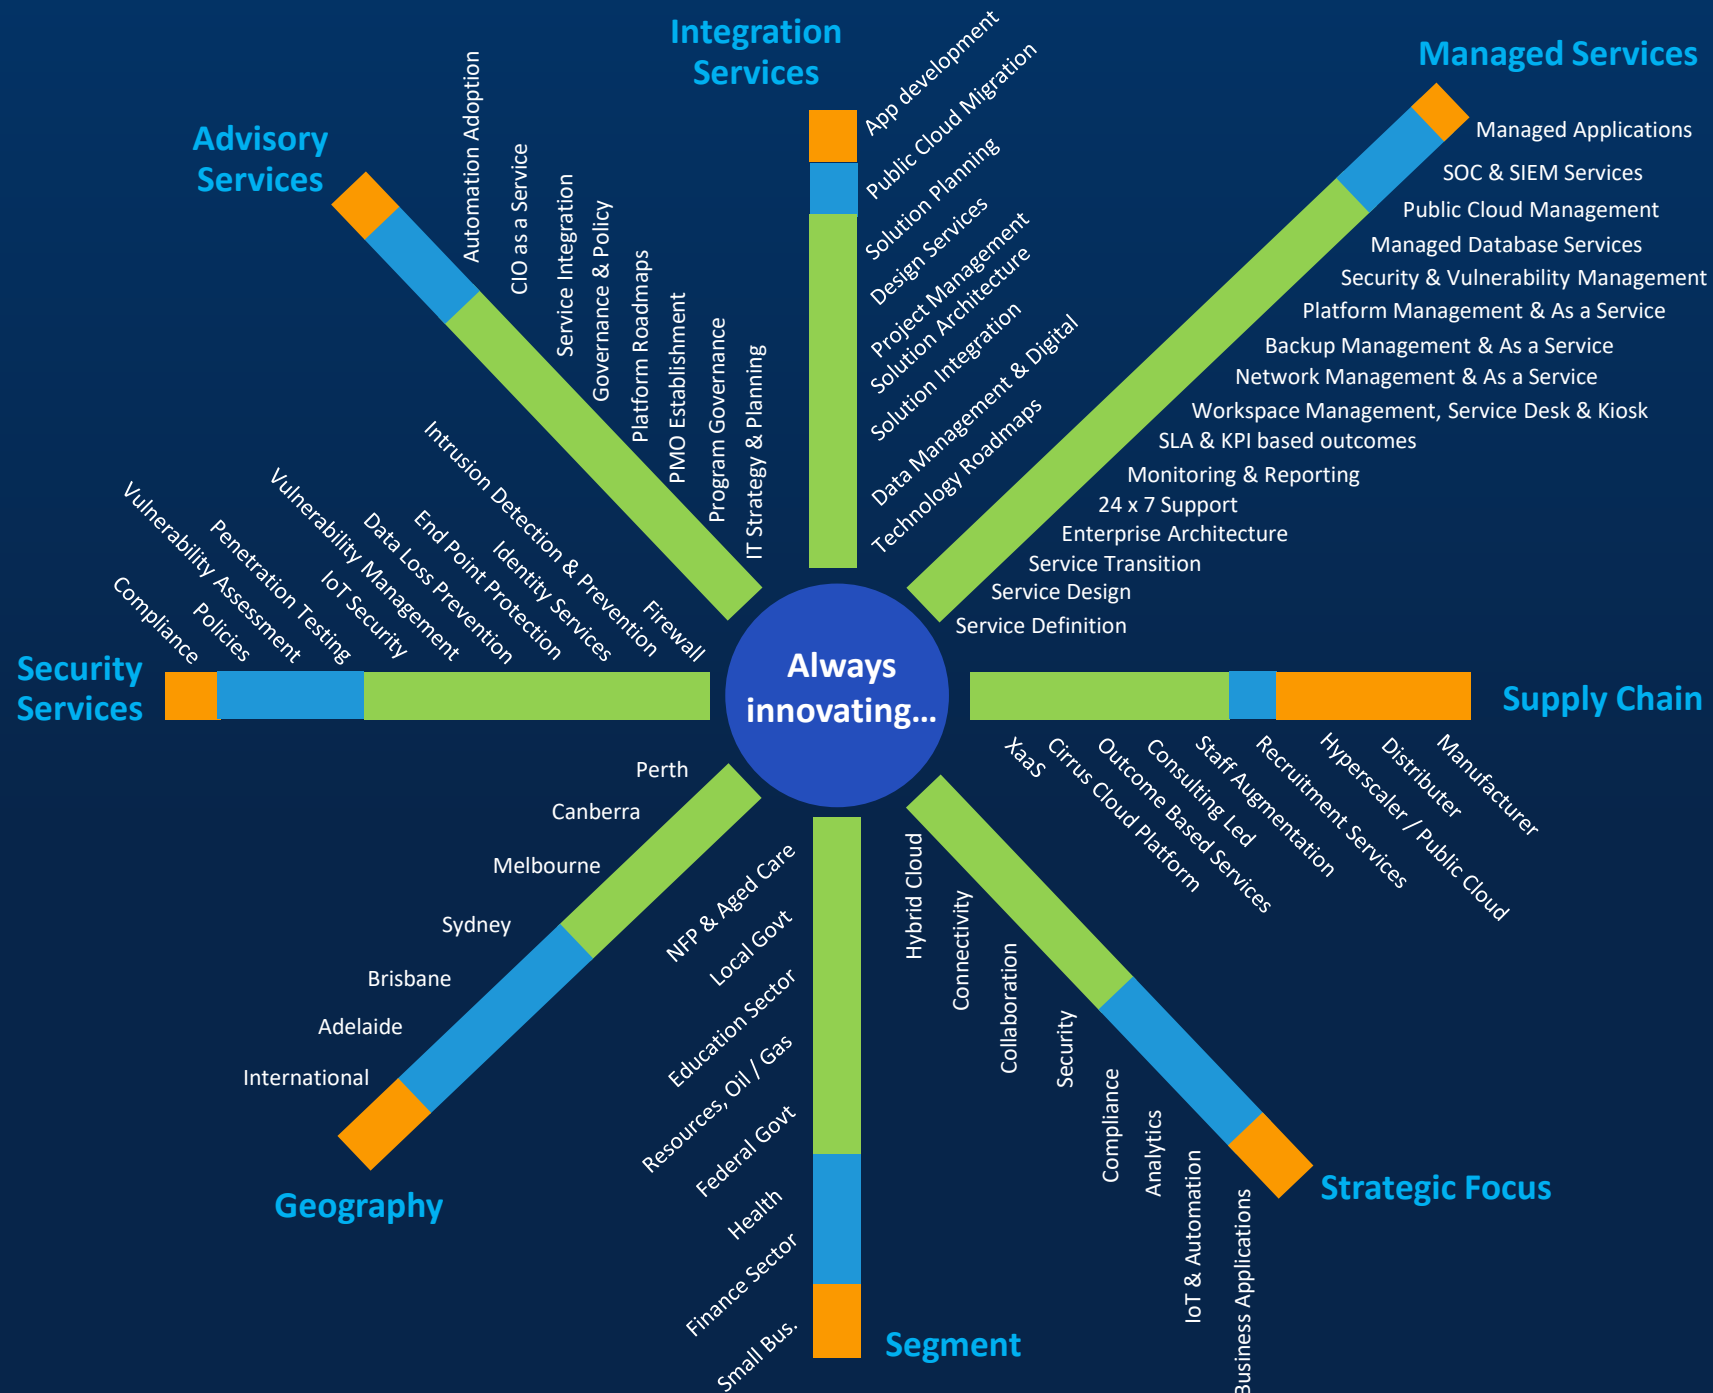 Integration
Services
App development
Public Cloud Migration
Solution Planning
Design Services
Project Management
Solution Architecture
Solution Integration
Data Management & Digital
Technology Roadmaps
Managed Services
Managed Applications
SOC & SIEM Services
Public Cloud Management
Managed Database Services
Security & Vulnerability Management
Platform Management & As a Service
Backup Management & As a Service
Network Management & As a Service
Workspace Management, Service Desk & Kiosk
SLA & KPI based outcomes
Monitoring & Reporting
24 x 7 Support
Enterprise Architecture
Service Transition
Service Design
Service Definition
Advisory
Services
Automation Adoption
CIO as a Service
Service Integration
Governance & Policy
Platform Roadmaps
PMO Establishment
Program Governance
IT Strategy & Planning
Security
Services
Compliance
Policies
Vulnerability Assessment
Penetration Testing
IoT Security
Vulnerability Management
Data Loss Prevention
End Point Protection
Identity Services
Intrusion Detection & Prevention
Firewall
Always
innovating...
Supply Chain
XaaS
Cirrus Cloud Platform
Outcome Based Services
Consulting Led
Staff Augmentation
Recruitment Services
Hyperscaler / Public Cloud
Distributer
Manufacturer
Perth
Canberra
Melbourne
Sydney
Brisbane
Adelaide
International
Geography
NFP & Aged Care
Local Govt
Education Sector
Resources, Oil / Gas
Federal Govt
Health
Finance Sector
Small Bus.
Segment
Hybrid Cloud
Connectivity
Collaboration
Security
Compliance
Analytics
IoT & Automation
Business Applications
Strategic Focus